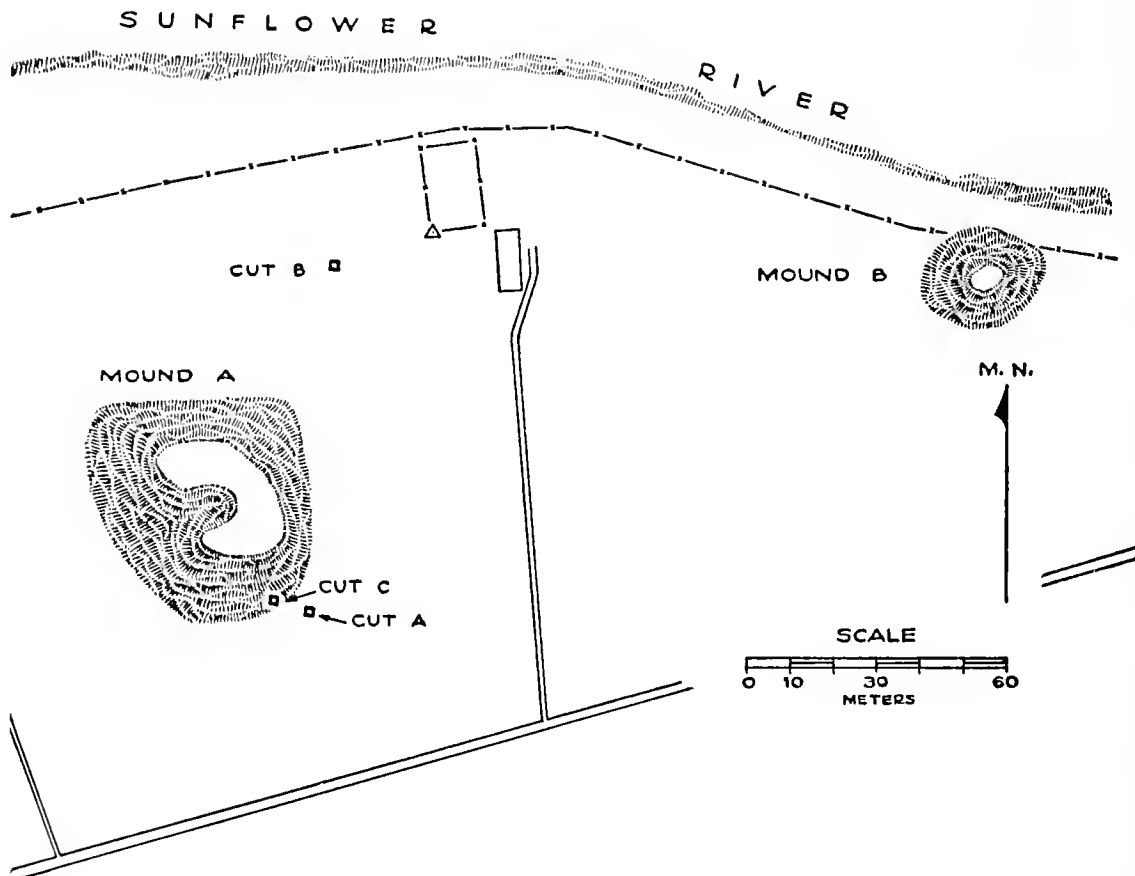 SUNFLOWER
RIVER
CUT B
MOUND B
MOUND A
M. N.
CUT C
CUT A
SCALE
0 10 30 60
METERS